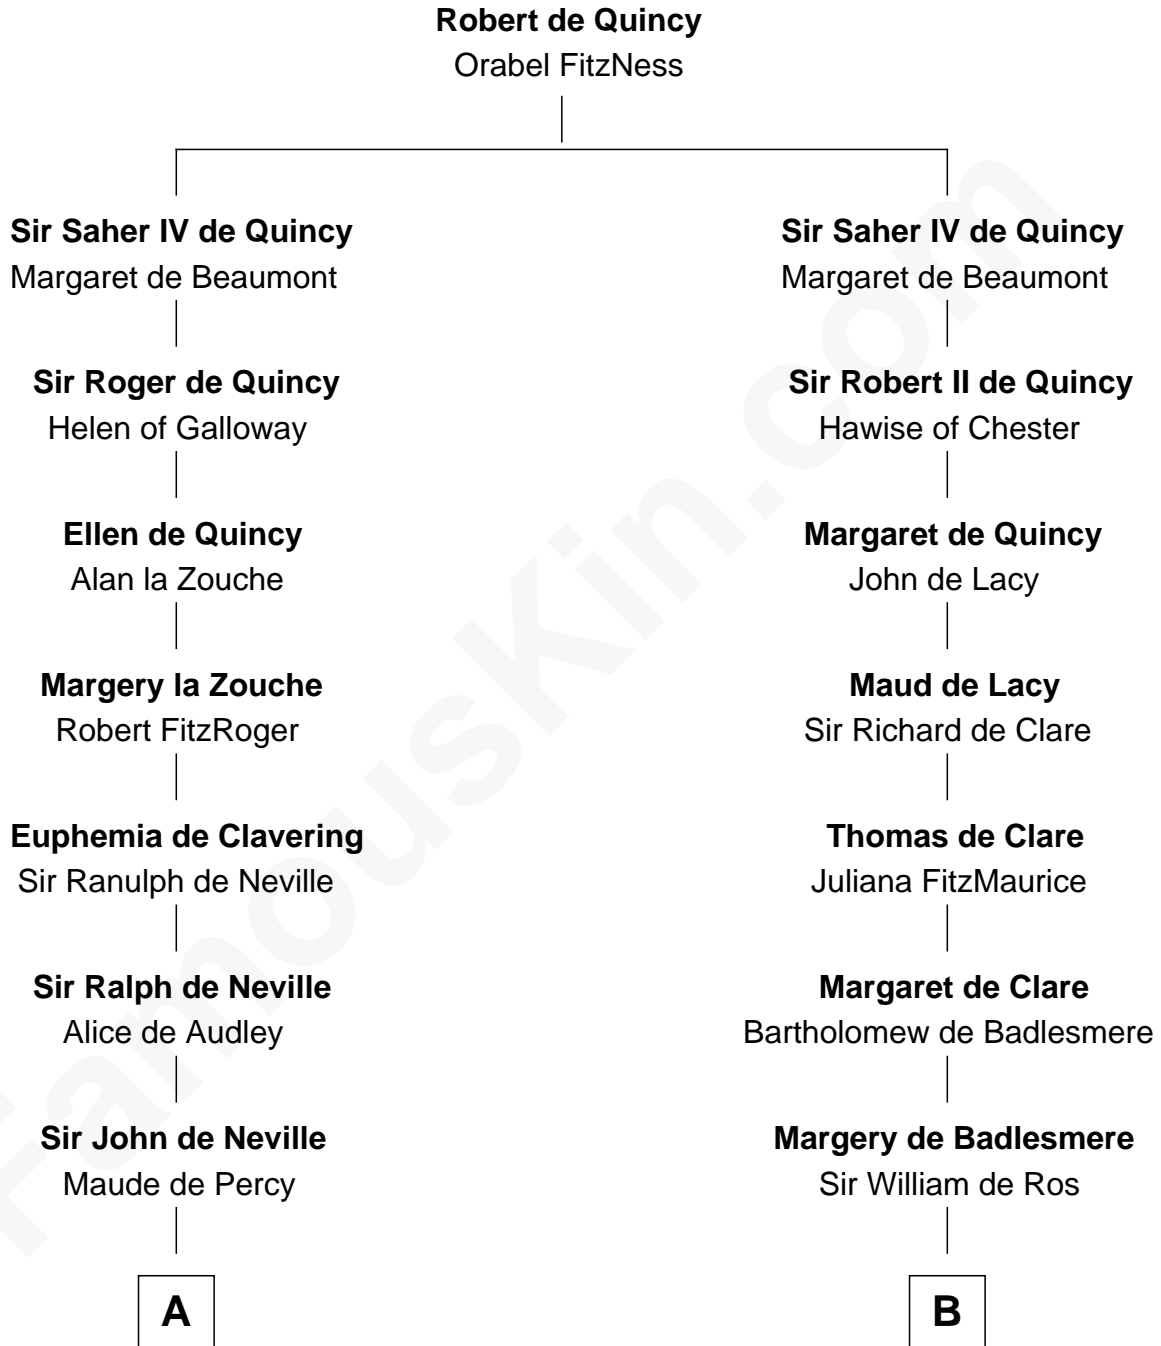 Robert de Quincy
Orabel FitzNess
Sir Saher IV de Quincy
Margaret de Beaumont
Sir Saher IV de Quincy
Margaret de Beaumont
Sir Roger de Quincy
Helen of Galloway
Sir Robert II de Quincy
Hawise of Chester
Ellen de Quincy
Alan la Zouche
Margaret de Quincy
John de Lacy
Margery la Zouche
Robert FitzRoger
Maud de Lacy
Sir Richard de Clare
Euphemia de Clavering
Sir Ranulph de Neville
Thomas de Clare
Juliana FitzMaurice
Sir Ralph de Neville
Alice de Audley
Margaret de Clare
Bartholomew de Badlesmere
Sir John de Neville
Maude de Percy
Margery de Badlesmere
Sir William de Ros
A
B
FamousKin.com